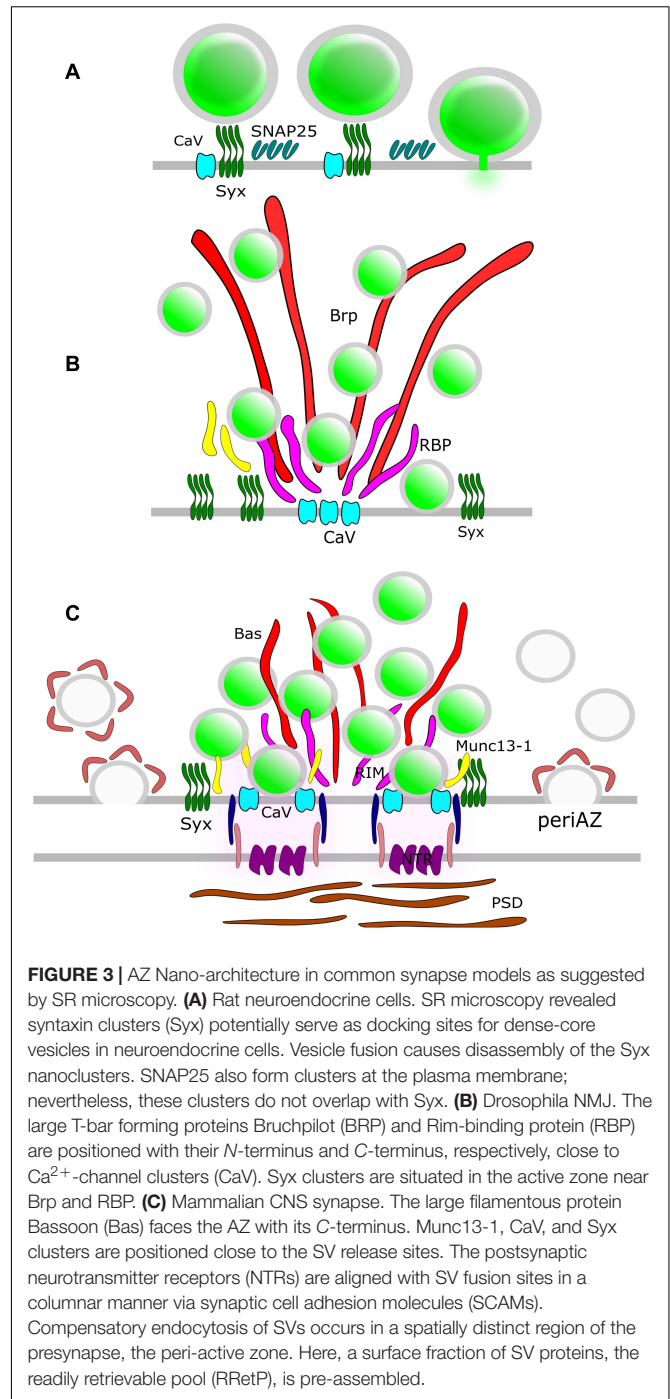 A
CaV
SNAP25
Syx
B
Brp
RBP
CaV
Syx
C
Bas
Munc13-1
RIM
Syx
CaV
periAZ
NTR
PSD
FIGURE 3 | AZ Nano-architecture in common synapse models as suggested
by SR microscopy. (A) Rat neuroendocrine cells. SR microscopy revealed
syntaxin clusters (Syx) potentially serve as docking sites for dense-core
vesicles in neuroendocrine cells. Vesicle fusion causes disassembly of the Syx
nanoclusters. SNAP25 also form clusters at the plasma membrane;
nevertheless, these clusters do not overlap with Syx. (B) Drosophila NMJ. The
large T-bar forming proteins Bruchpilot (BRP) and Rim-binding protein (RBP)
are positioned with their N-terminus and C-terminus, respectively, close to
Ca²⁺-channel clusters (CaV). Syx clusters are situated in the active zone near
Brp and RBP. (C) Mammalian CNS synapse. The large filamentous protein
Bassoon (Bas) faces the AZ with its C-terminus. Munc13-1, CaV, and Syx
clusters are positioned close to the SV release sites. The postsynaptic
neurotransmitter receptors (NTRs) are aligned with SV fusion sites in a
columnar manner via synaptic cell adhesion molecules (SCAMs).
Compensatory endocytosis of SVs occurs in a spatially distinct region of the
presynapse, the peri-active zone. Here, a surface fraction of SV proteins, the
readily retrievable pool (RRetP), is pre-assembled.